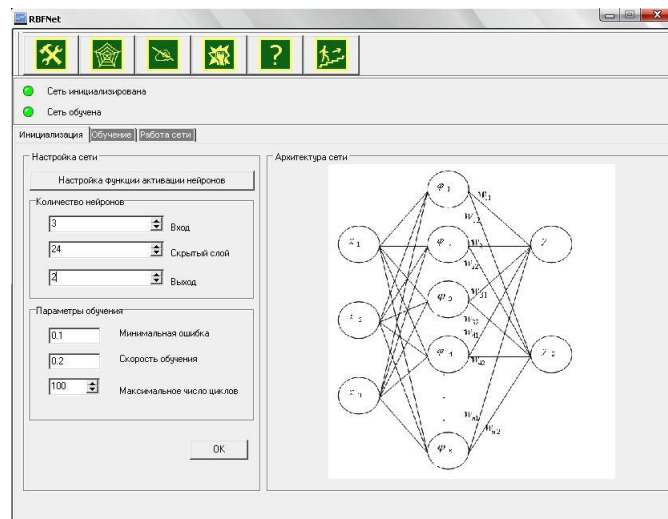 RBFNet
?
Сеть инициализирована
Сеть обучена
Инициализация Обучение Работа сети
Настройка сети
Настройка функции активации нейронов
Количество нейронов
3 Вход
24 Скрытый слой
2 Выход
Параметры обучения
0.1 Минимальная ошибка
0.2 Скорость обучения
100 Максимальное число циклов
OK
Архитектура сети
φ 1
x 1